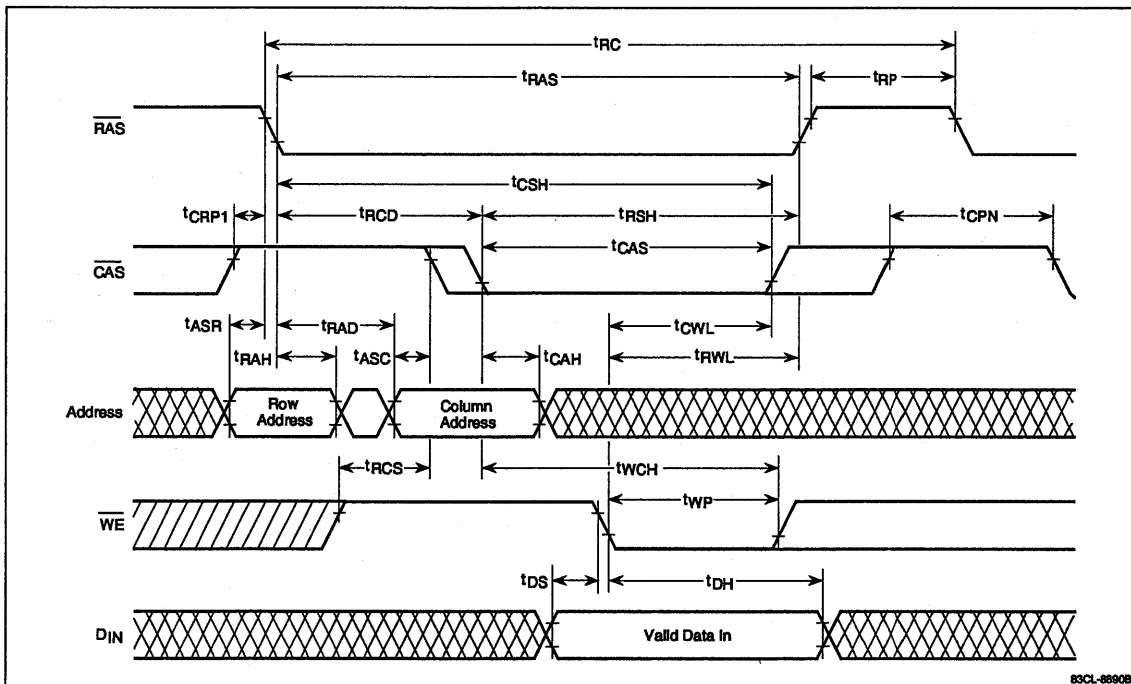 tRC
tRAS
tRP
RAS
tCSH
tCRP1
tRCD
tRSH
tCPN
tCAS
CAS
tASR
tRAD
tCWL
tRAH
tASC
tCAH
tRWL
Address
Row Address
Column Address
tRCS
tWCH
tWP
WE
tDS
tDH
DIN
Valid Data In
83CL-8890B